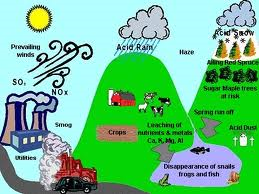 Acid Snow
Acid Rain
Prevailing
winds
Haze
Ailing Red Spruce
Sugar Maple trees
at risk
SOₓ
NOx
Spring run off
Smog
Crops
Leaching of
nutrients & metals
Ca, K, Mg, Al
Acid Dust
Utilities
Disappearance of snails
frogs and fish